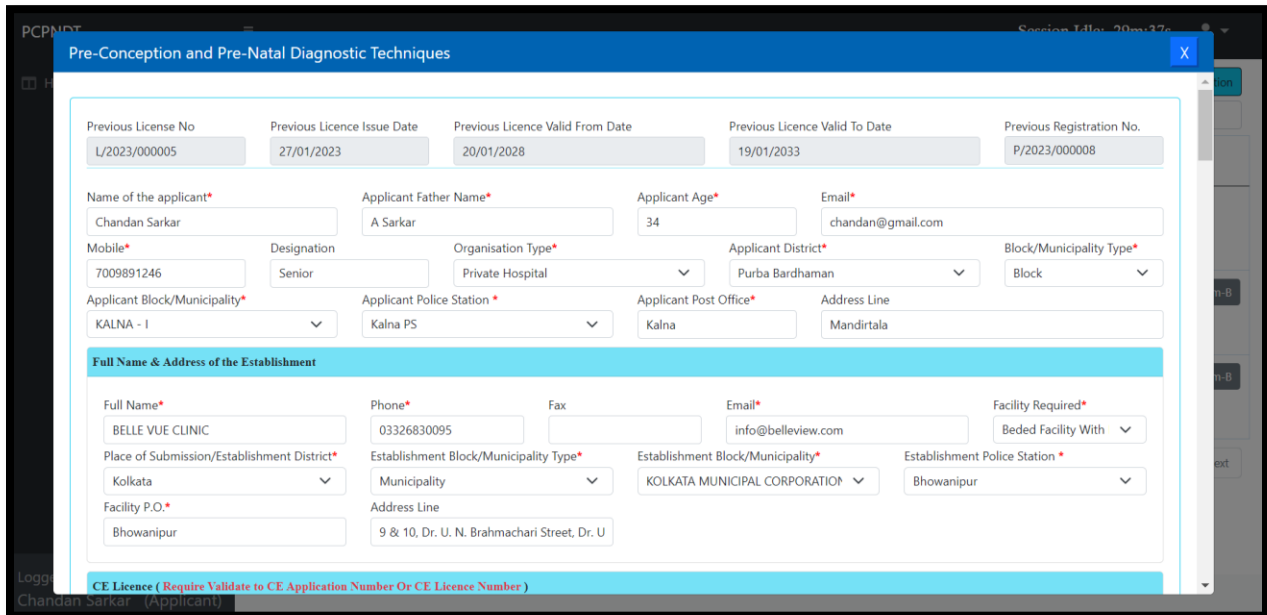 PCPNDT
Session Idle: 29m:37s
Pre-Conception and Pre-Natal Diagnostic Techniques
X
tion
Previous License No Previous Licence Issue Date Previous Licence Valid From Date Previous Licence Valid To Date Previous Registration No.
L/2023/000005 27/01/2023 20/01/2028 19/01/2033 P/2023/000008
Name of the applicant* Applicant Father Name* Applicant Age* Email*
Chandan Sarkar A Sarkar 34 chandan@gmail.com
Mobile* Designation Organisation Type* Applicant District* Block/Municipality Type*
7009891246 Senior Private Hospital Purba Bardhaman Block
Applicant Block/Municipality* Applicant Police Station * Applicant Post Office* Address Line
KALNA - I Kalna PS Kalna Mandirtala
m-B
Full Name & Address of the Establishment
m-B
Full Name* Phone* Fax Email* Facility Required*
BELLE VUE CLINIC 03326830095 info@belleview.com Beded Facility With
Place of Submission/Establishment District* Establishment Block/Municipality Type* Establishment Block/Municipality* Establishment Police Station *
Kolkata Municipality KOLKATA MUNICIPAL CORPORATION Bhowanipur
ext
Facility P.O.* Address Line
Bhowanipur 9 & 10, Dr. U. N. Brahmachari Street, Dr. U
CE Licence ( Require Validate to CE Application Number Or CE Licence Number )
Logge
Chandan Sarkar (Applicant)